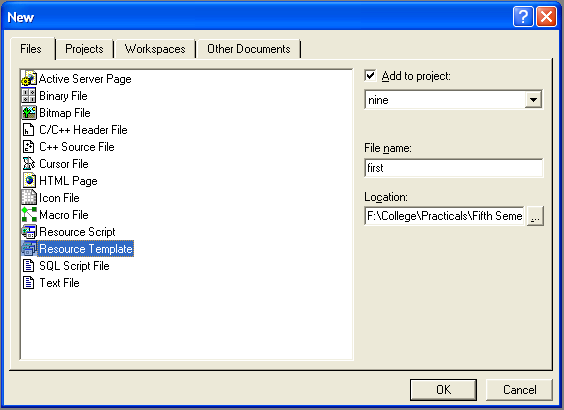 New
Files Projects Workspaces Other Documents
Active Server Page
Binary File
Bitmap File
C/C++ Header File
C++ Source File
Cursor File
HTML Page
Icon File
Macro File
Resource Script
Resource Template
SQL Script File
Text File
Add to project:
nine
File name:
first
Location:
F:\College\Practicals\Fifth Seme
...
OK Cancel